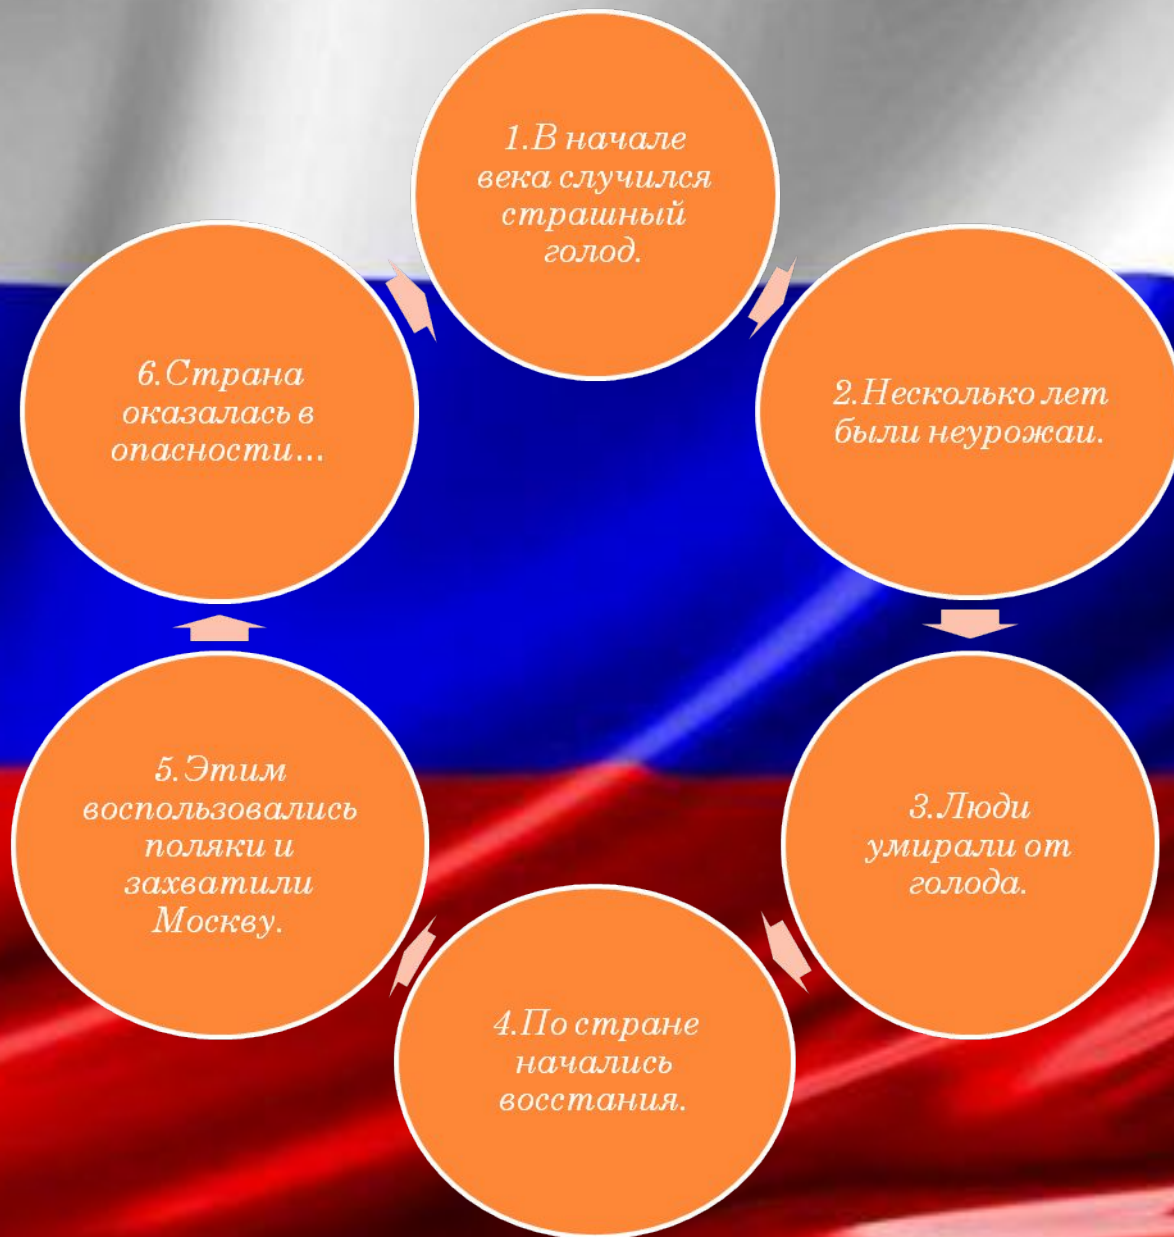 1.В начале
века случился
страшный
голод.
2.Несколько лет
были неурожаи.
3.Люди
умирали от
голода.
4.По стране
начались
восстания.
5.Этим
воспользовались
поляки и
захватили
Москву.
6.Страна
оказалась в
опасности...